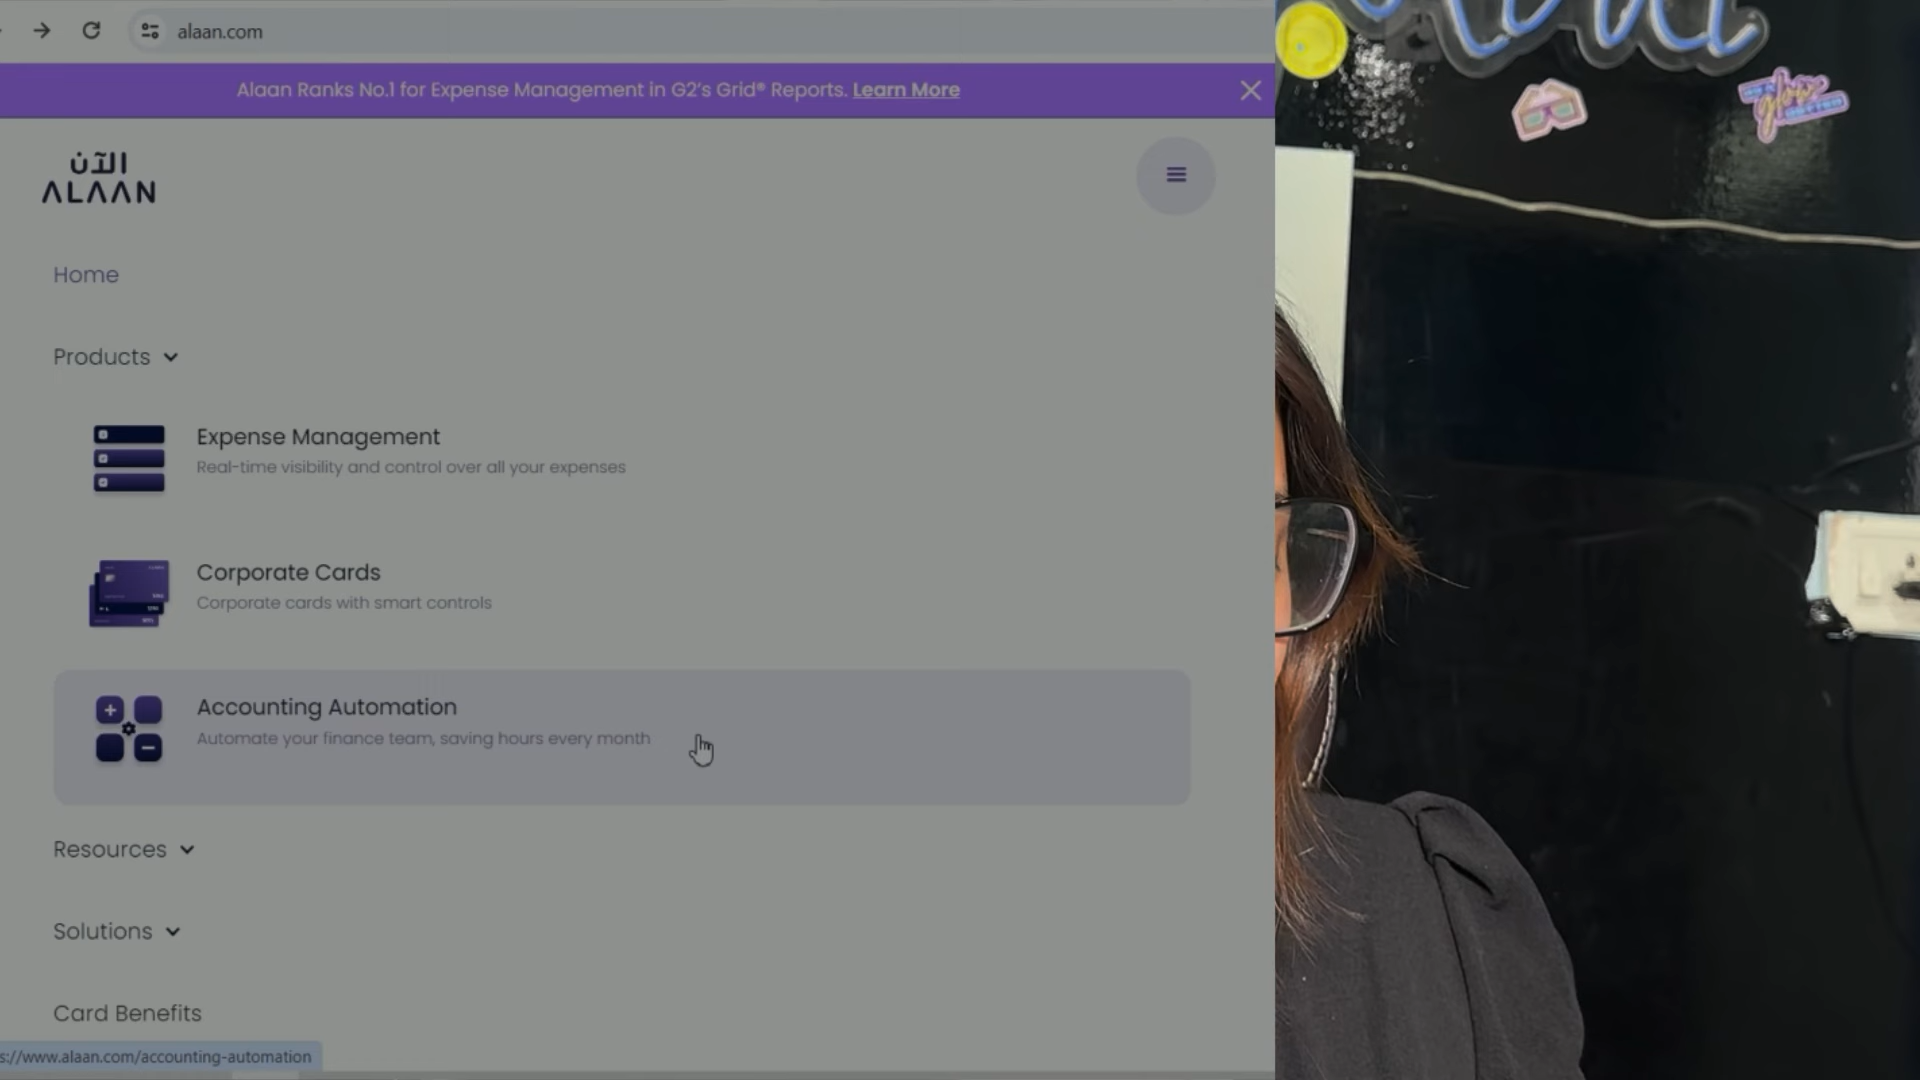 alaan.com
Alaan Ranks No.1 for Expense Management in G2's Grid® Reports. Learn More
الآن
ALAAN
Home
Products
Expense Management
Real-time visibility and control over all your expenses
Corporate Cards
Corporate cards with smart controls
Accounting Automation
Automate your finance team, saving hours every month
Resources
Solutions
Card Benefits
s://www.alaan.com/accounting-automation
glow